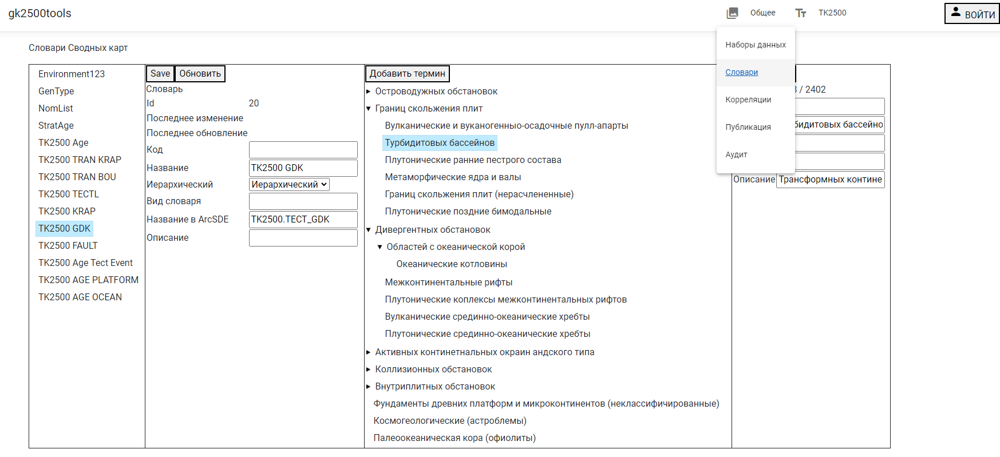 gk2500tools
Общее
TK2500
ВОЙТИ
Наборы данных
Словари
Корреляции
Публикация
Аудит
Словари Сводных карт
Environment123
GenType
NomList
StratAge
TK2500 Age
TK2500 TRAN KRAP
TK2500 TRAN BOU
TK2500 TECTL
TK2500 KRAP
TK2500 GDK
TK2500 FAULT
TK2500 Age Tect Event
TK2500 AGE PLATFORM
TK2500 AGE OCEAN
Save Обновить
Словарь
Id 20
Последнее изменение
Последнее обновление
Код
Название TK2500 GDK
Иерархический Иерархический
Вид словаря
Название в ArcSDE TK2500.TECT_GDK
Описание
Добавить термин
Островодужных обстановок
Границ скольжения плит
Вулканические и вуканогенныо-осадочные пулл-апарты
Турбидитовых бассейнов
Плутонические ранние пестрого состава
Метаморфические ядра и валы
Границ скольжения плит (нерасчлененные)
Плутонические поздние бимодальные
Дивергентных обстановок
Областей с океанической корой
Океанические котловины
Межконтинентальные рифты
Плутонические коплексы межконтинентальных рифтов
Вулканические срединно-океанические хребты
Плутонические срединно-океанические хребты
Активных континетнальных окраин андского типа
Коллизионных обстановок
Внутриплитных обстановок
Фундаменты древних платформ и микроконтинентов (неклассифичированные)
Космогеологические (астроблемы)
Палеоокеаническая кора (офиолиты)
/ 2402
бидитовых бассейно
Описание Трансформных контине